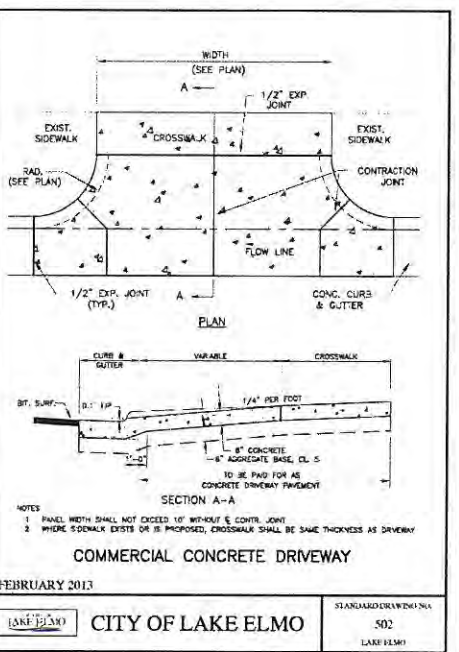 WIDTH
(SEE PLAN)
A
1/2" EXP.
JOINT
EXIST.
SIDEWALK
CROSSWALK
EXIST.
SIDEWALK
RAD.
(SEE PLAN)
CONTRACTION
JOINT
FLOW LINE
1/2" EXP. JOINT
(TYP.)
A
CONC. CURB
& GUTTER
PLAN
CURB &
GUTTER
VARIABLE
CROSSWALK
BIT. SURF.
1/4" PER FOOT
1'-0"
8" CONCRETE
6" AGGREGATE BASE, CL. 5
TO BE PAID FOR AS
CONCRETE DRIVEWAY PAVEMENT
SECTION A-A
NOTES
1 PANEL WIDTH SHALL NOT EXCEED 10' WITHOUT ℄ CONTR. JOINT
2 WHERE SIDEWALK EXISTS OR IS PROPOSED, CROSSWALK SHALL BE SAME THICKNESS AS DRIVEWAY
COMMERCIAL CONCRETE DRIVEWAY
FEBRUARY 2013
LAKE ELMO
CITY OF LAKE ELMO
STANDARD DRAWING NO.
502
LAKE ELMO